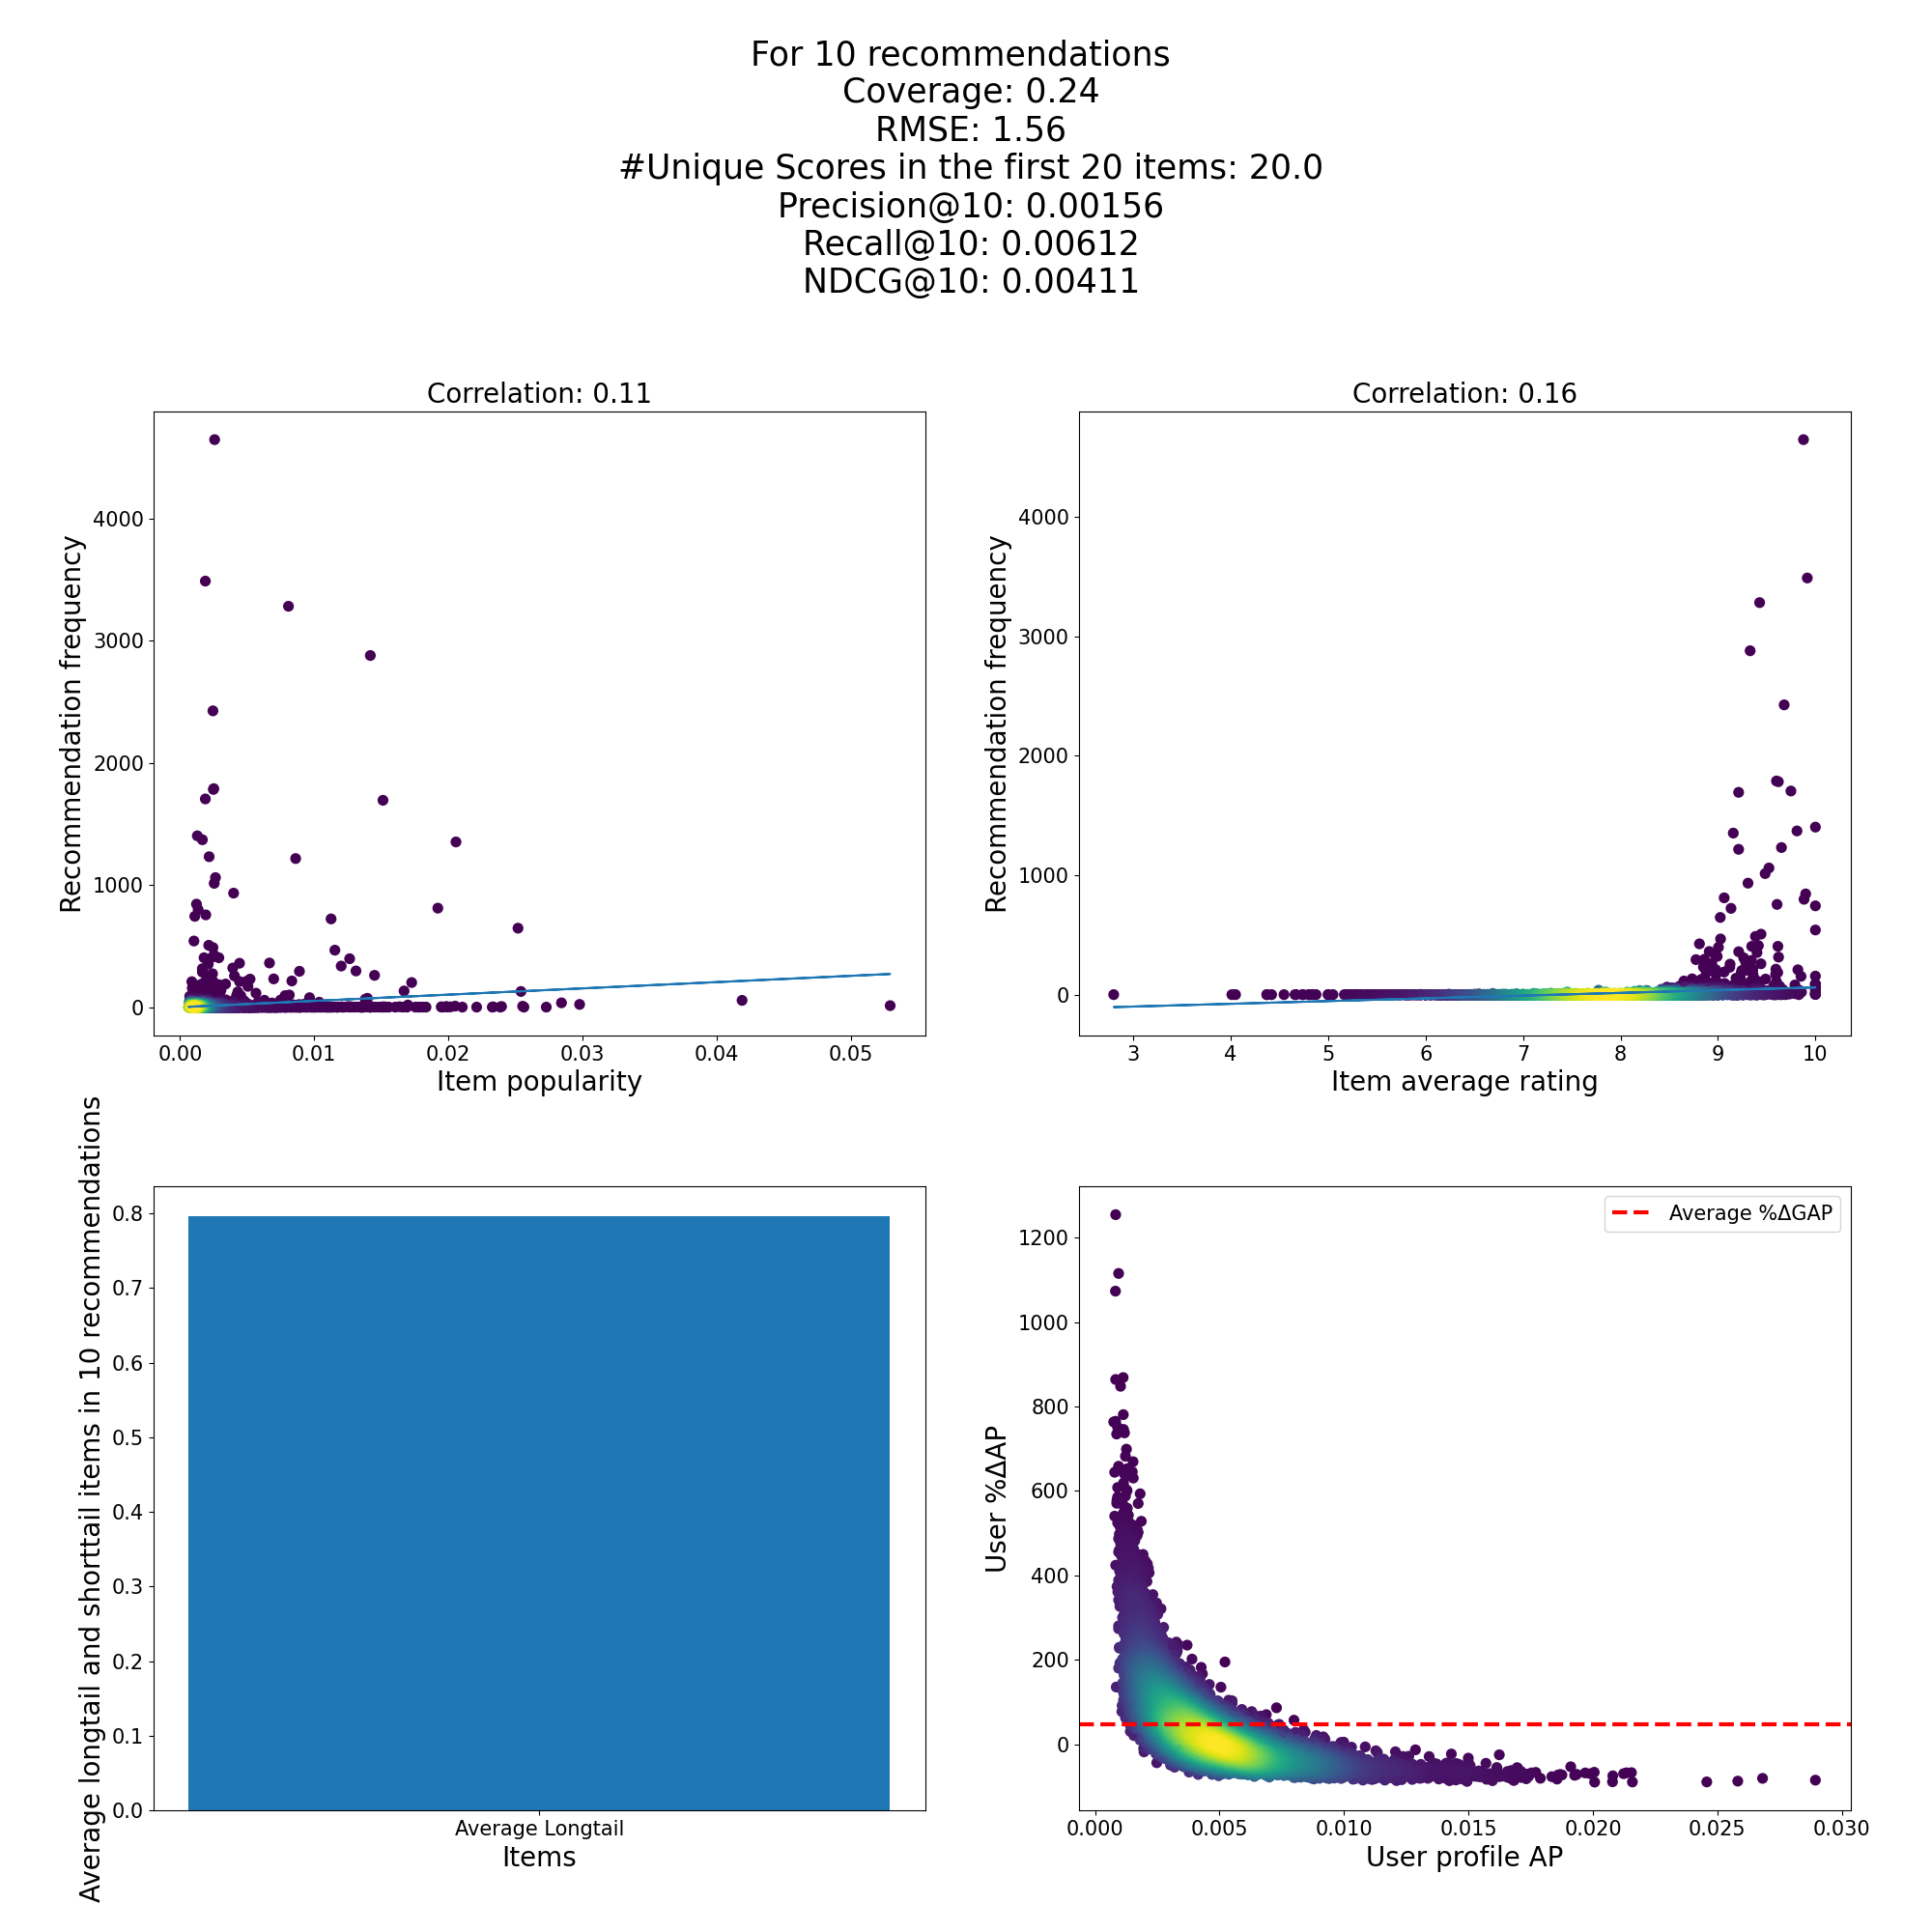 For 10 recommendations
Coverage: 0.24
RMSE: 1.56
#Unique Scores in the first 20 items: 20.0
Precision@10: 0.00156
Recall@10: 0.00612
NDCG@10: 0.00411
Correlation: 0.11
Recommendation frequency
4000
3000
2000
1000
0
0.00 0.01 0.02 0.03 0.04 0.05
Item popularity
Correlation: 0.16
Recommendation frequency
4000
3000
2000
1000
0
3 4 5 6 7 8 9 10
Item average rating
Average longtail and shorttail items in 10 recommendations
0.8
0.7
0.6
0.5
0.4
0.3
0.2
0.1
0.0
Average Longtail
Items
Average %ΔGAP
User %ΔAP
1200
1000
800
600
400
200
0
0.000 0.005 0.010 0.015 0.020 0.025 0.030
User profile AP